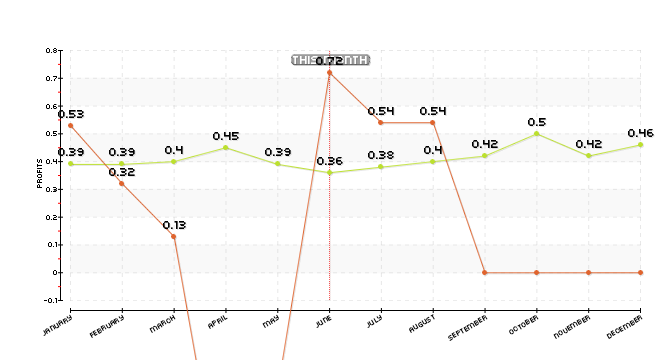 THIS MONTH
0.8
0.7
0.6
0.5
0.4
0.3
0.2
0.1
0
-0.1
PROFITS
0.53
0.32
0.13
0.72
0.54
0.54
0.39
0.39
0.4
0.45
0.39
0.36
0.38
0.4
0.42
0.5
0.42
0.46
JANUARY
FEBRUARY
MARCH
APRIL
MAY
JUNE
JULY
AUGUST
SEPTEMBER
OCTOBER
NOVEMBER
DECEMBER